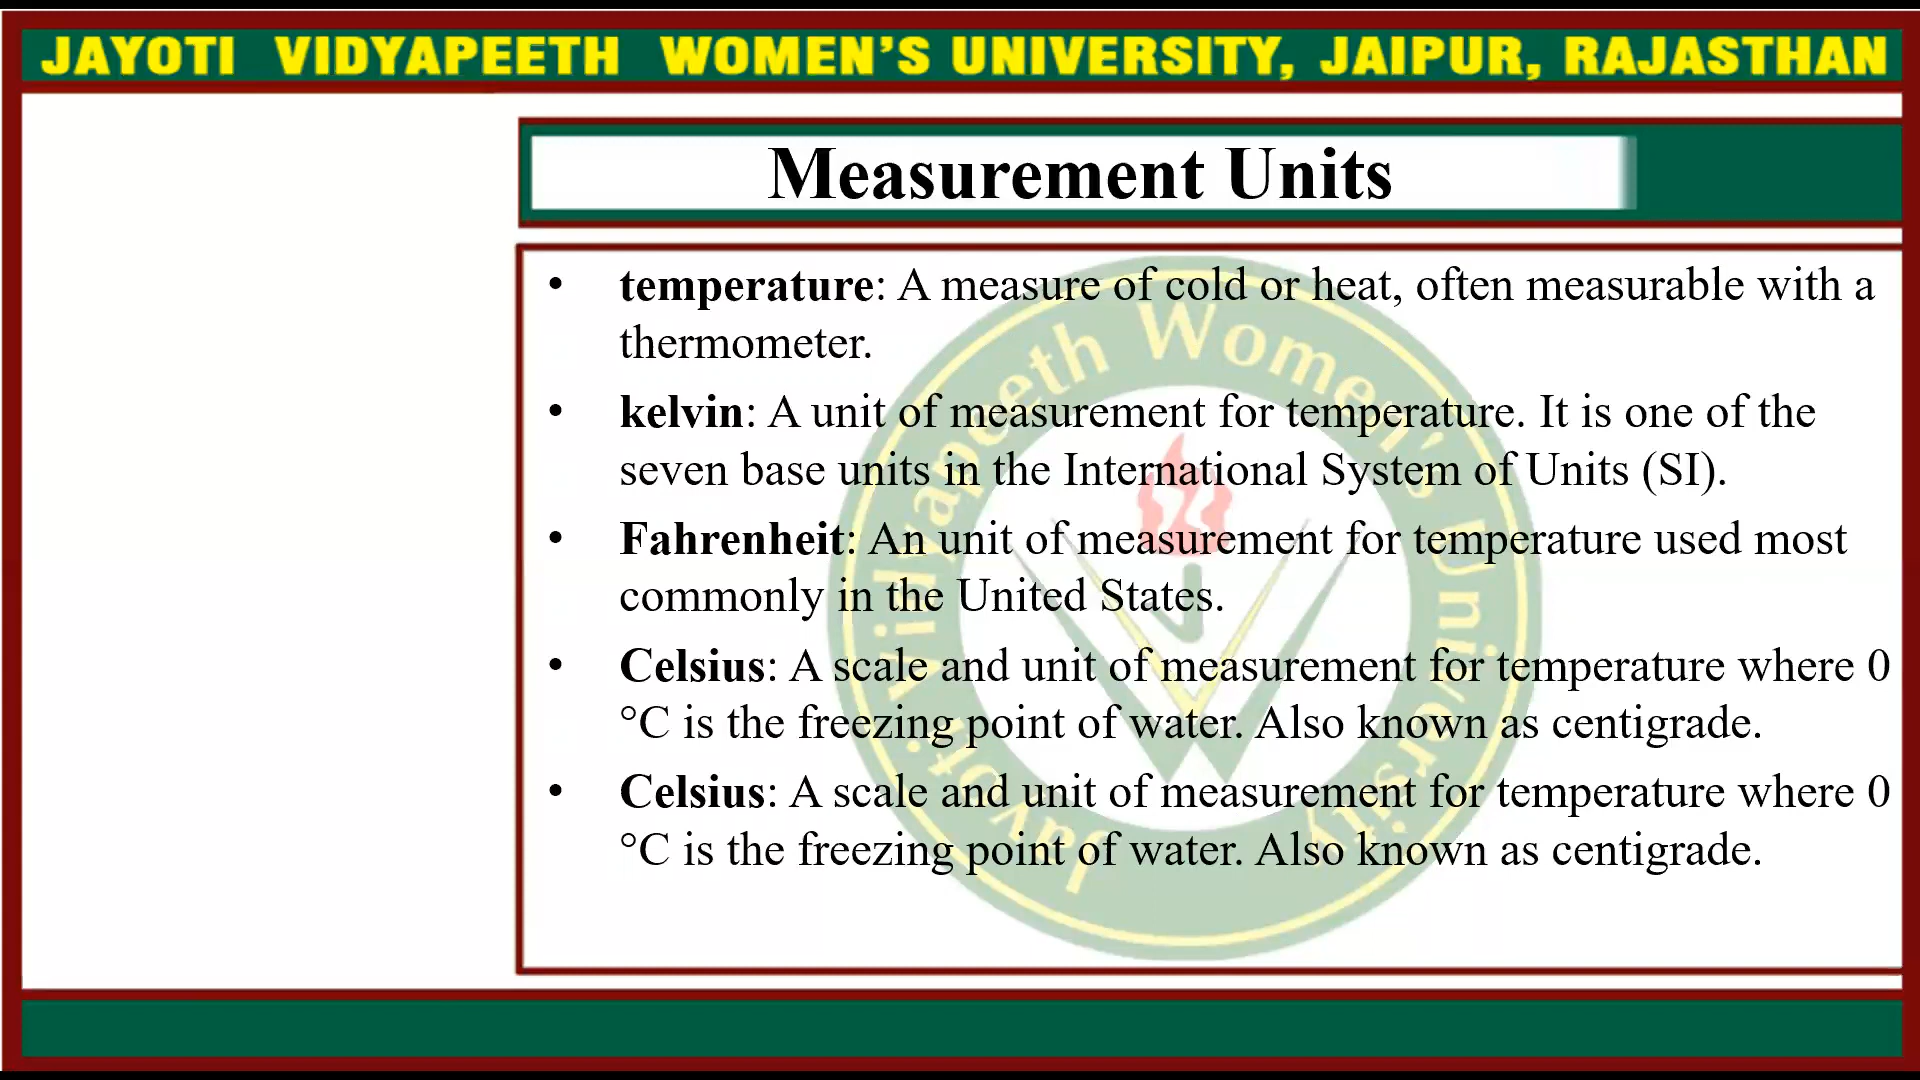 JAYOTI VIDYAPEETH WOMEN’S UNIVERSITY, JAIPUR, RAJASTHAN
Measurement Units
• temperature: A measure of cold or heat, often measurable with a
thermometer.
• kelvin: A unit of measurement for temperature. It is one of the
seven base units in the International System of Units (SI).
• Fahrenheit: An unit of measurement for temperature used most
commonly in the United States.
• Celsius: A scale and unit of measurement for temperature where 0
°C is the freezing point of water. Also known as centigrade.
• Celsius: A scale and unit of measurement for temperature where 0
°C is the freezing point of water. Also known as centigrade.
Jayoti Vidyapeeth Women's University